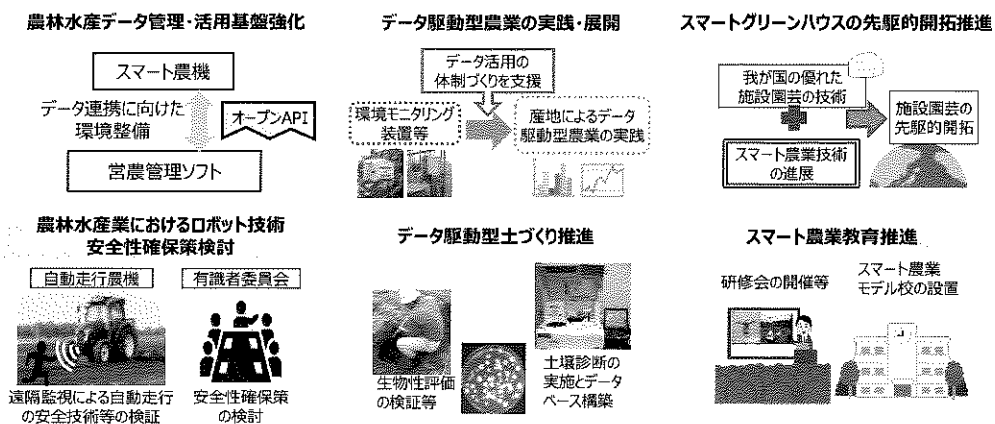 農林水産データ管理・活用基盤強化
スマート農機
データ連携に向けた
環境整備
オープンAPI
営農管理ソフト
データ駆動型農業の実践・展開
データ活用の
体制づくりを支援
環境モニタリング
装置等
産地によるデータ
駆動型農業の実践
スマートグリーンハウスの先駆的開拓推進
我が国の優れた
施設園芸の技術
スマート農業技術
の進展
施設園芸の
先駆的開拓
農林水産業におけるロボット技術
安全性確保策検討
自動走行農機
有識者委員会
遠隔監視による自動走行
の安全技術等の検証
安全性確保策
の検討
データ駆動型土づくり推進
生物性評価
の検証等
土壌診断の
実施とデータ
ベース構築
スマート農業教育推進
研修会の開催等
スマート農業
モデル校の設置